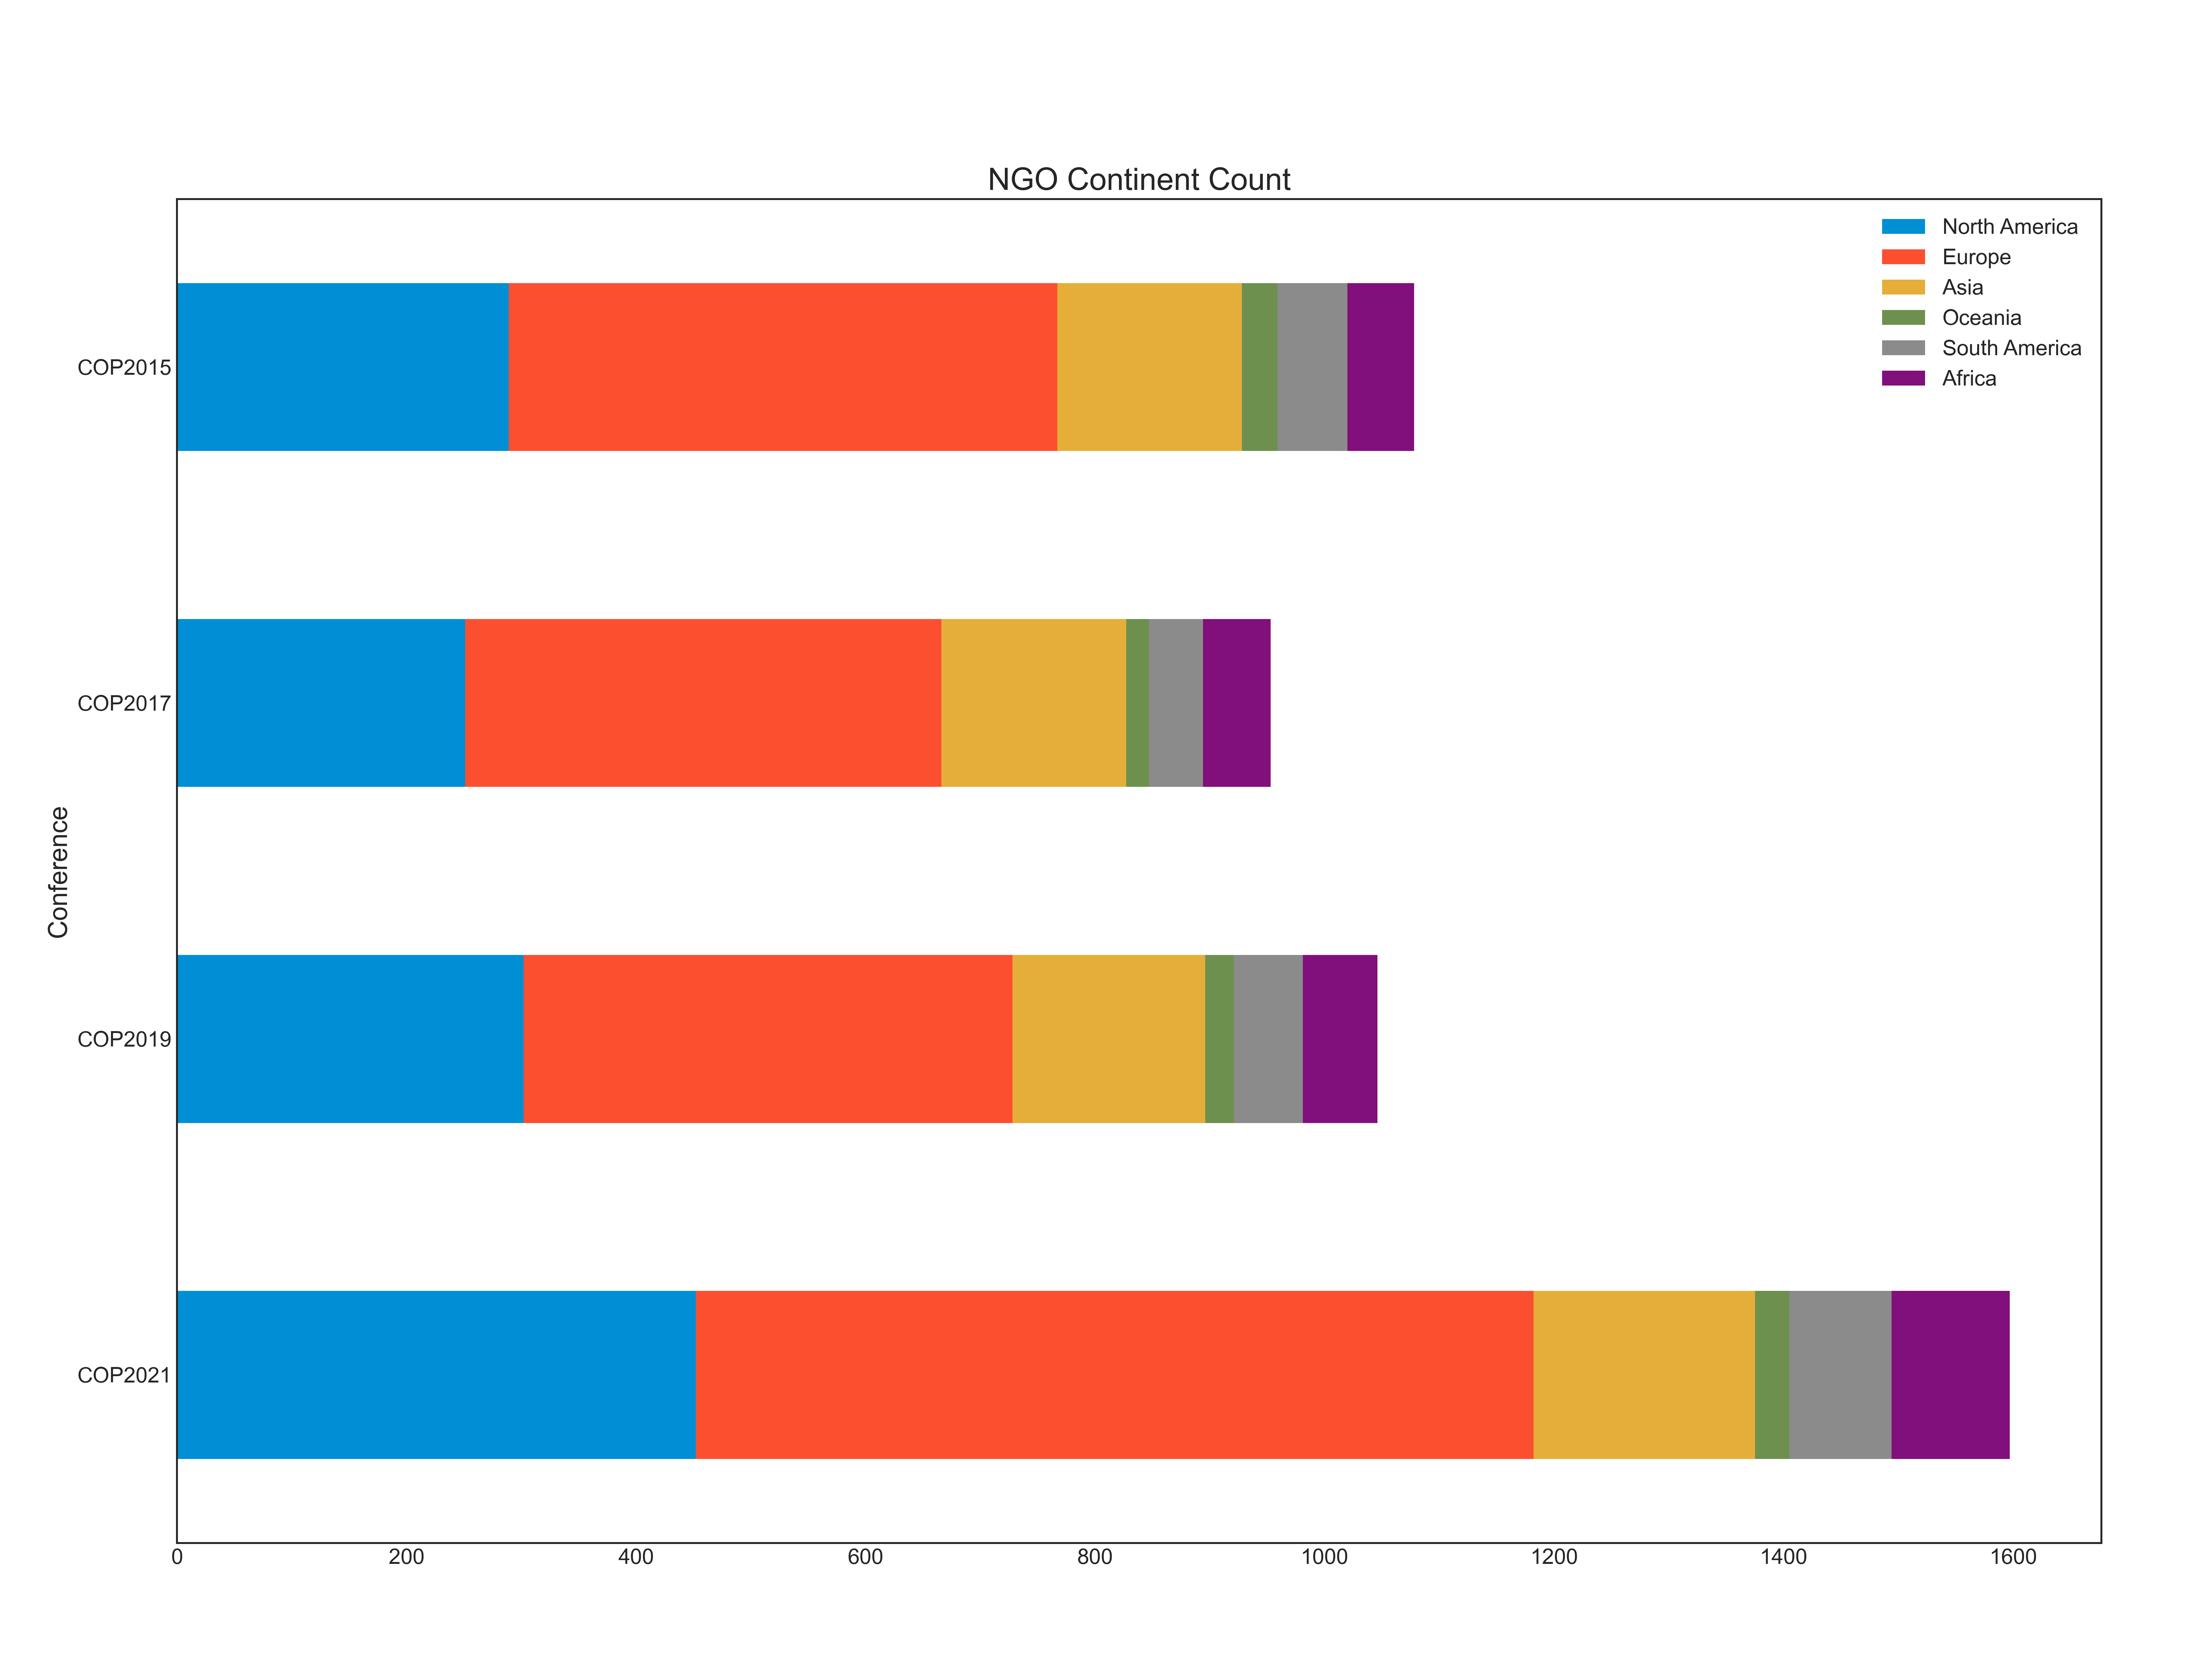 NGO Continent Count
North America
Europe
Asia
Oceania
South America
Africa
COP2015
COP2017
COP2019
COP2021
Conference
0 200 400 600 800 1000 1200 1400 1600